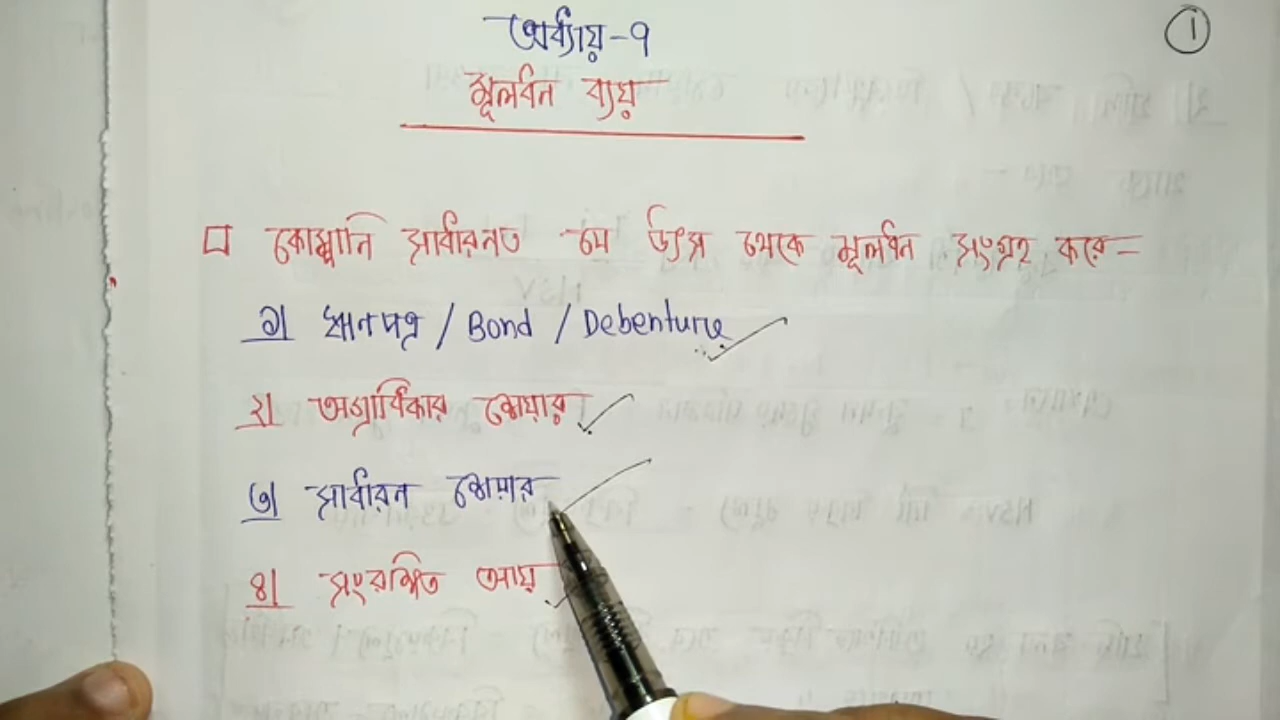 অধ্যায়-৭
১
মূলধন ব্যয়
□ কোম্পানি সাধারনত যে উৎস থেকে মূলধন সংগ্রহ করে-
১। ঋণপত্র / Bond / Debenture
২। অগ্রাধিকার শেয়ার
৩। সাধারন শেয়ার
৪। সংরক্ষিত আয়